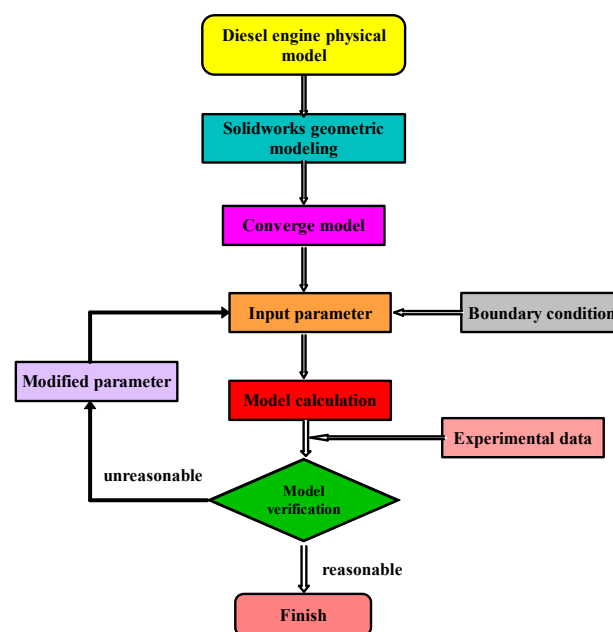 Diesel engine physical
model
Solidworks geometric
modeling
Converge model
Input parameter
Boundary condition
Modified parameter
Model calculation
Experimental data
unreasonable
Model
verification
reasonable
Finish